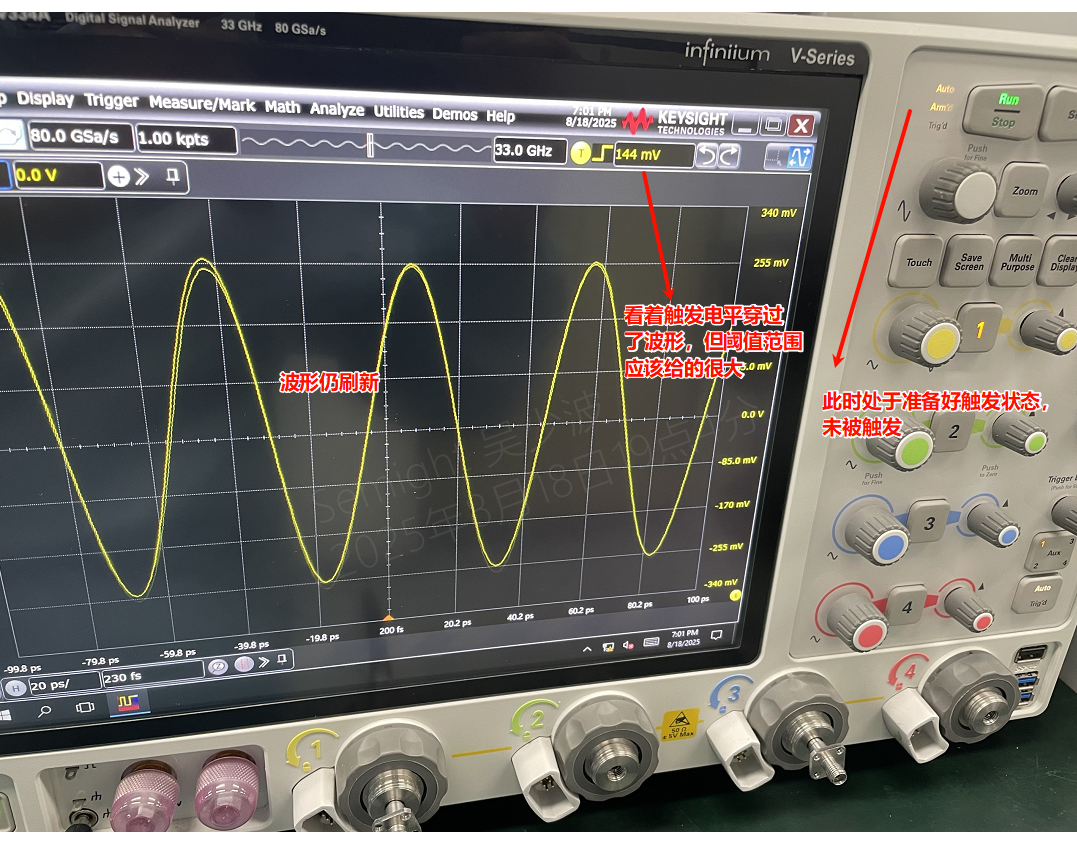 V334A Digital Signal Analyzer 33 GHz 80 GSa/s
infiniium V-Series
Display Trigger Measure/Mark Math Analyze Utilities Demos Help
7:01 PM
8/18/2025
KEYSIGHT
TECHNOLOGIES
X
80.0 GSa/s
1.00 kpts
33.0 GHz
T
144 mV
0.0 V
340 mV
255 mV
5.0 mV
0.0 V
-85.0 mV
-170 mV
-255 mV
-340 mV
看着触发电平穿过
了波形，但阈值范围
应该给的很大
波形仍刷新
此时处于准备好触发状态，
未被触发
-99.8 ps
-79.8 ps
-59.8 ps
-39.8 ps
-19.8 ps
200 fs
20.2 ps
40.2 ps
60.2 ps
80.2 ps
100 ps
H
20 ps/
230 fs
7:01 PM
8/18/2025
Auto
Arm'd
Trig'd
Run
Stop
Push
for Fine
Zoom
Touch
Save
Screen
Multi
Purpose
Clear
Display
1
2
Push
for Fine
Push
to Zero
Trigger
3
1
2
3
4
Aux
Auto
Trig'd
4
1
2
50 Ω
± 5V Max
3
4